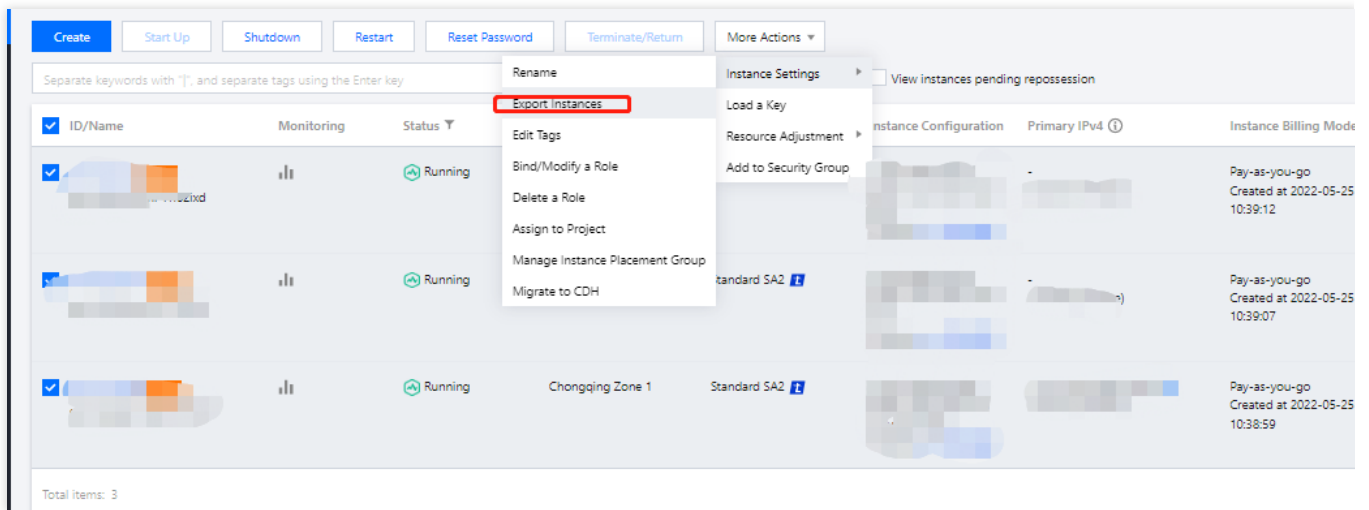 Create
Start Up
Shutdown
Restart
Reset Password
Terminate/Return
More Actions
Separate keywords with "|", and separate tags using the Enter key
Rename
Export Instances
Edit Tags
Bind/Modify a Role
Delete a Role
Assign to Project
Manage Instance Placement Group
Migrate to CDH
Instance Settings
Load a Key
Resource Adjustment
Add to Security Group
View instances pending repossession
ID/Name
Monitoring
Status
nstance Configuration
Primary IPv4
Instance Billing Mode
Running
-
Pay-as-you-go
Created at 2022-05-25
10:39:12
Running
tandard SA2
-
Pay-as-you-go
Created at 2022-05-25
10:39:07
Running
Chongqing Zone 1
Standard SA2
Pay-as-you-go
Created at 2022-05-25
10:38:59
Total items: 3